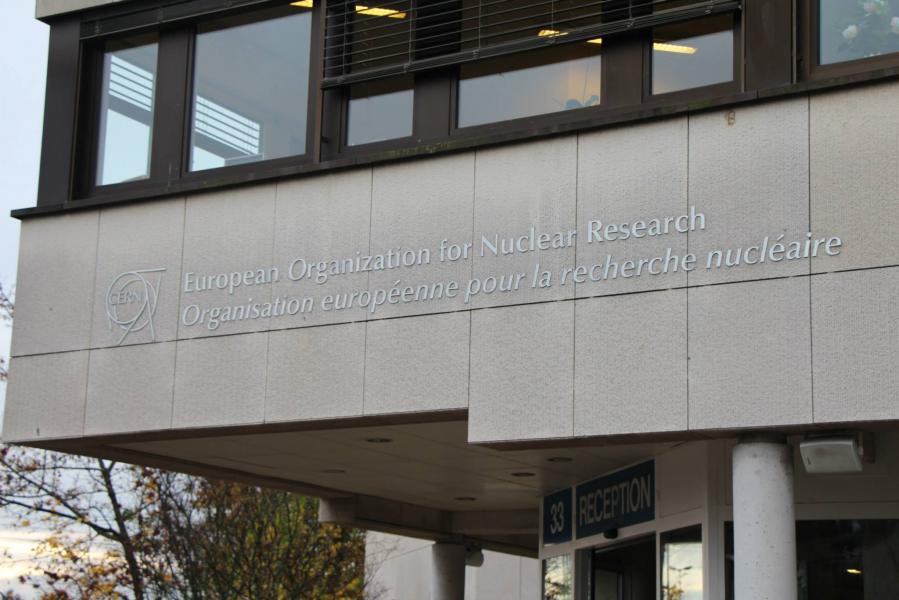 CERN
European Organization for Nuclear Research
Organisation européenne pour la recherche nucléaire
33
RECEPTION